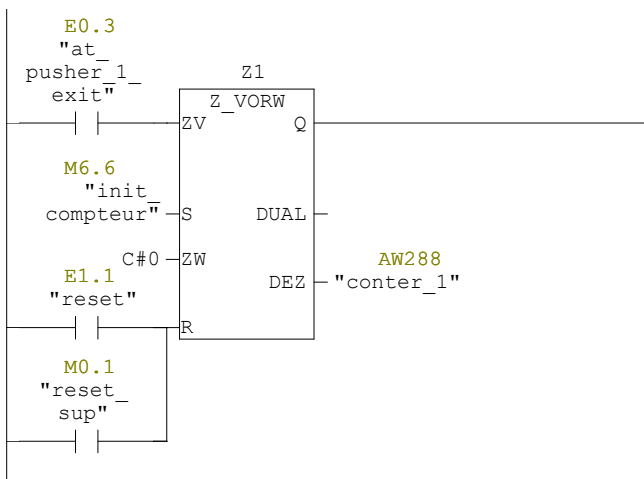 E0.3
"at_
pusher_1_
exit"
Z1
Z_VORW
ZV
Q
M6.6
"init_
compteur"
S
DUAL
C#0
ZW
AW288
DEZ
"conter_1"
E1.1
"reset"
R
M0.1
"reset_
sup"